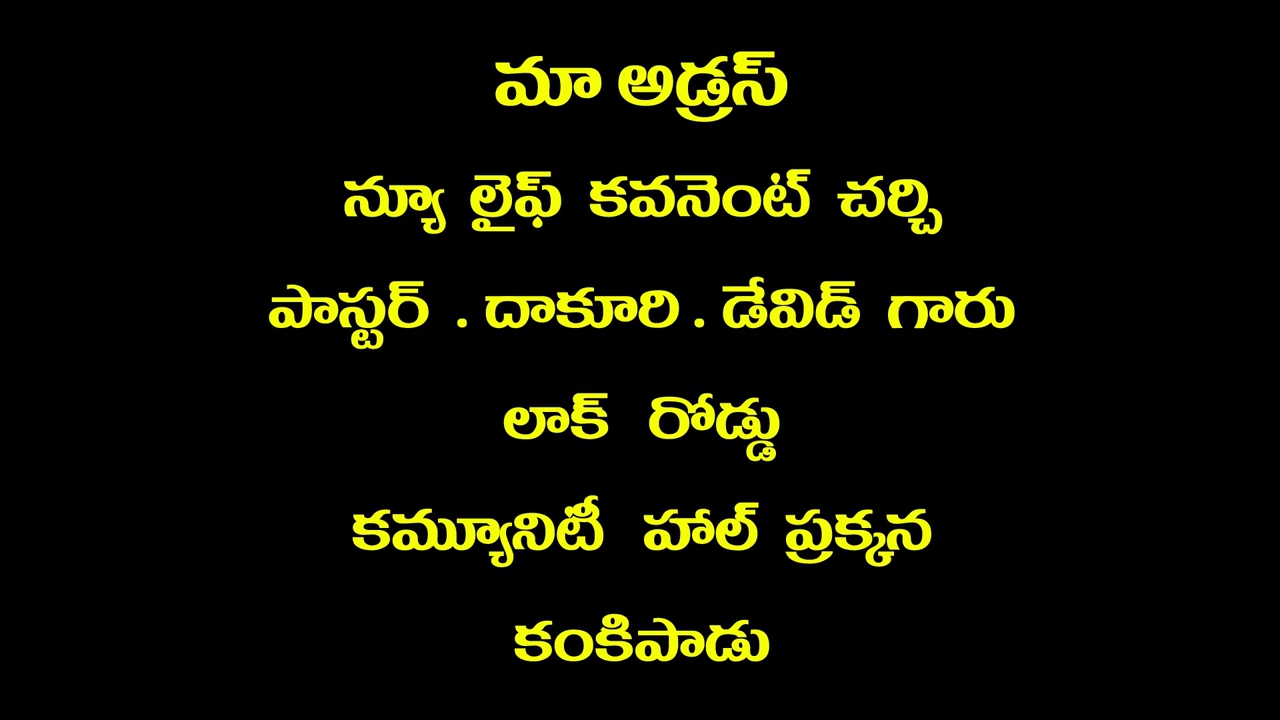 మా అడ్రస్
న్యూ లైఫ్ కవనెంట్ చర్చి
పాస్టర్ . దాకూరి . డేవిడ్ గారు
లాక్ రోడ్డు
కమ్యూనిటీ హాల్ ప్రక్కన
కంకిపాడు